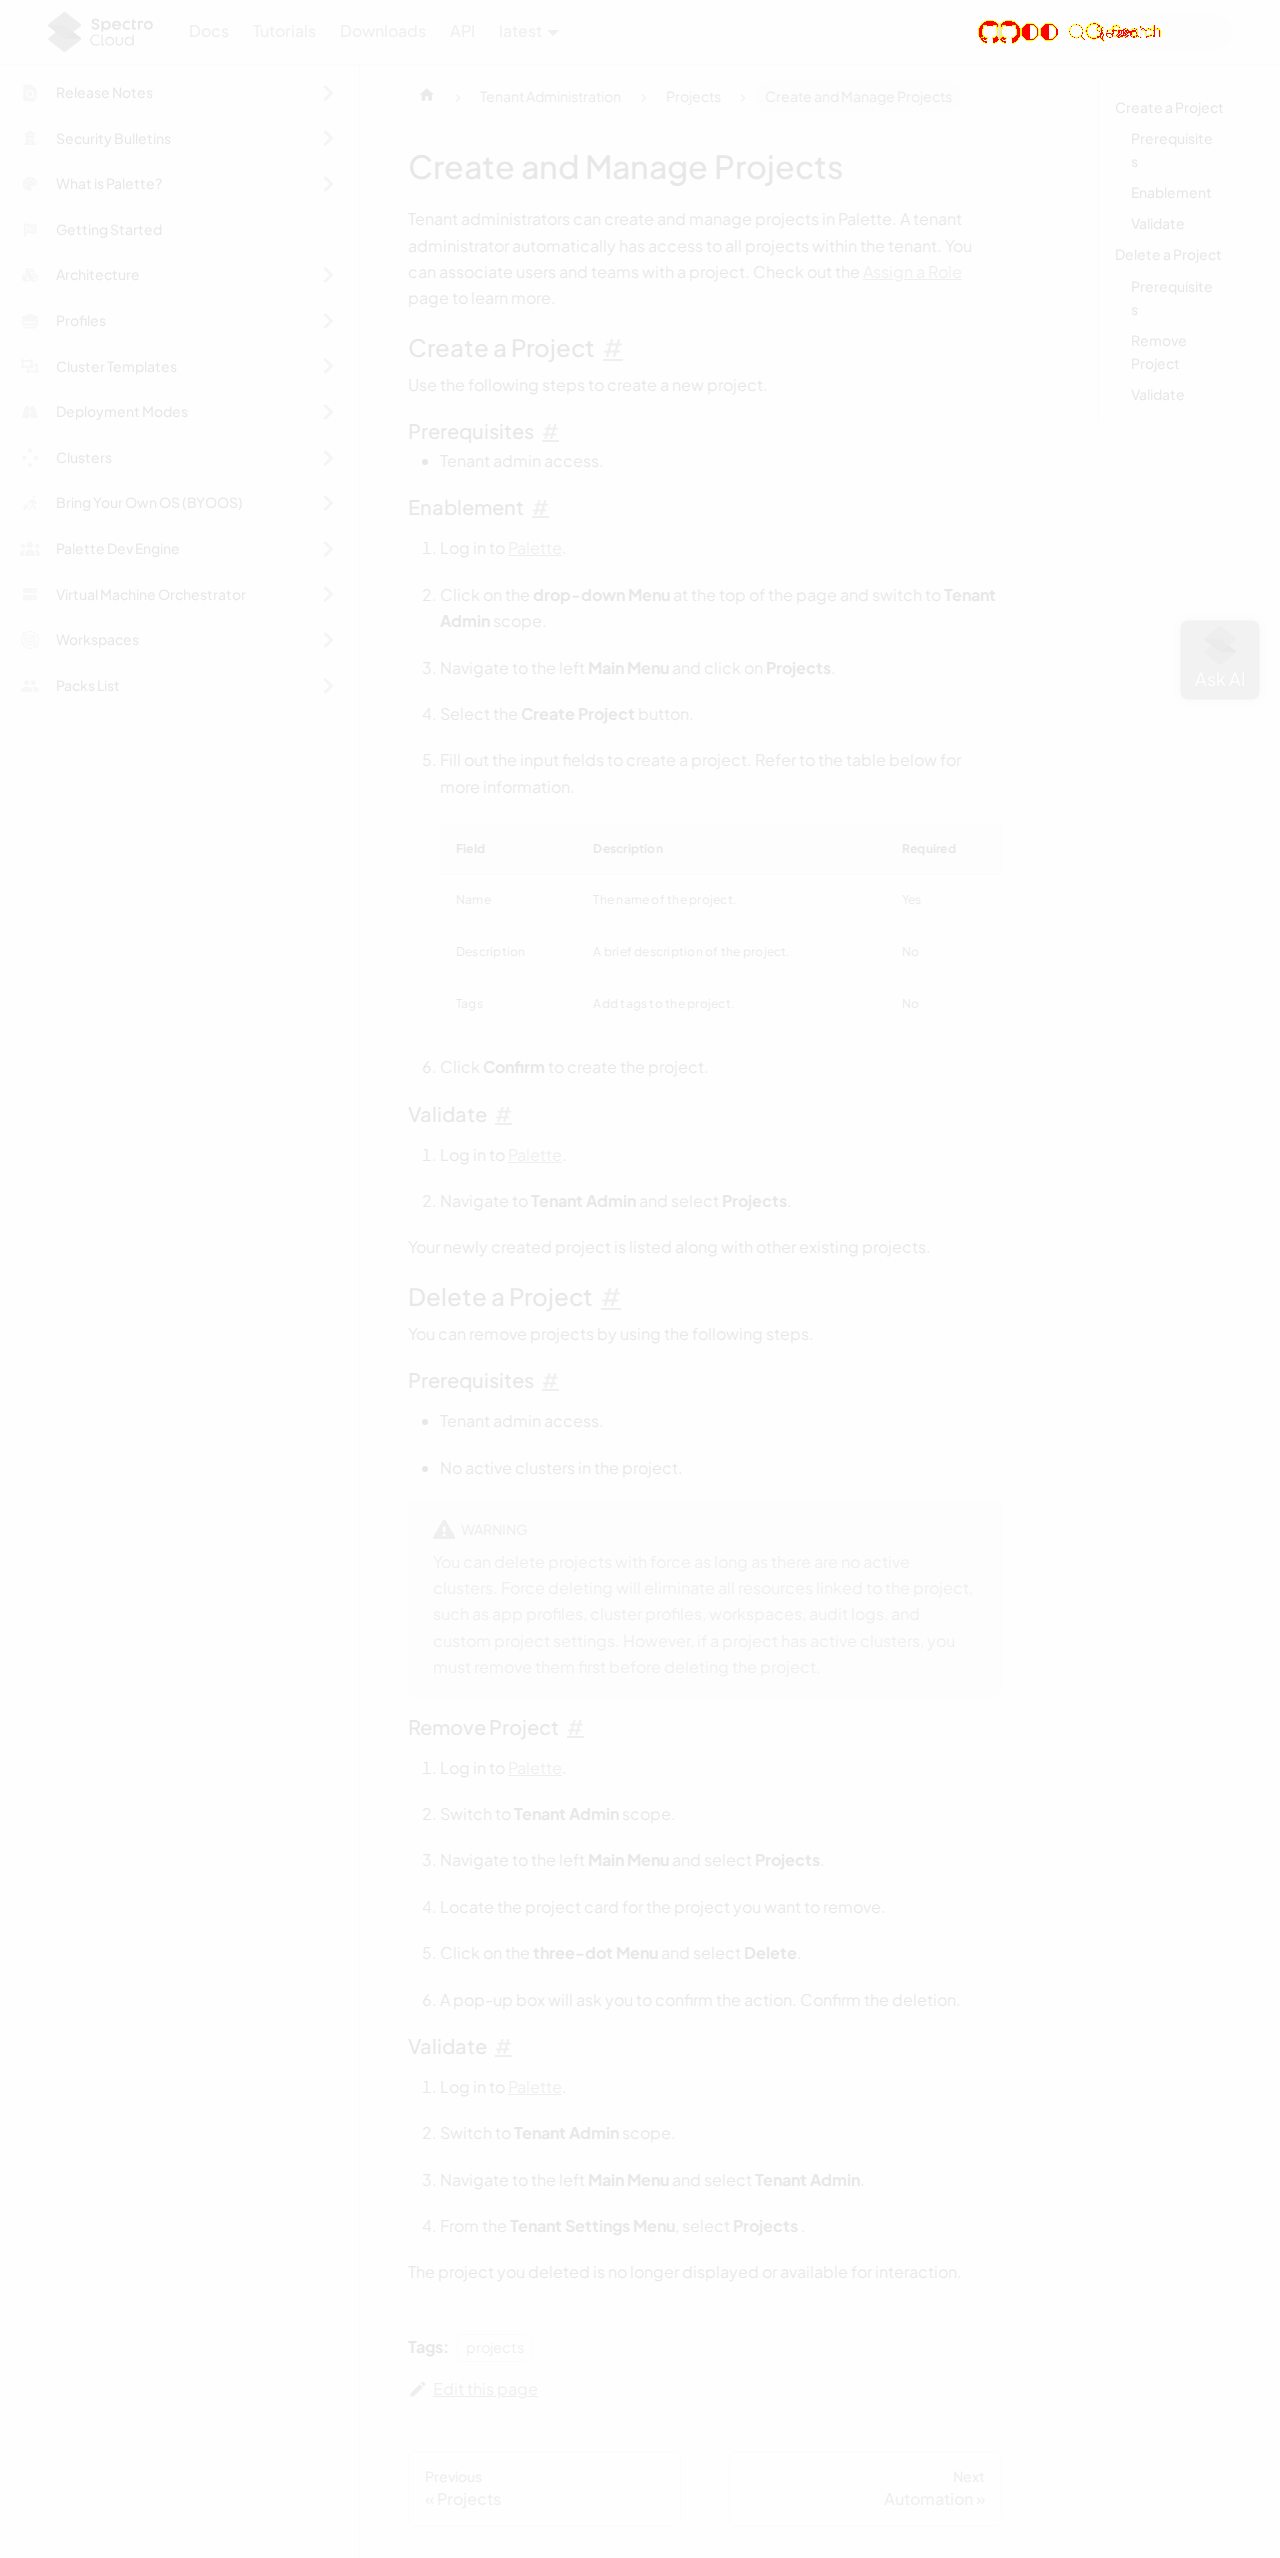 Spectro
Cloud
Docs
Tutorials
Downloads
API
latest
Search
Release Notes
Security Bulletins
What is Palette?
Getting Started
Architecture
Profiles
Cluster Templates
Deployment Modes
Clusters
Bring Your Own OS (BYOOS)
Palette Dev Engine
Virtual Machine Orchestrator
Workspaces
Packs List
Tenant Administration
Projects
Create and Manage Projects
Create and Manage Projects
Tenant administrators can create and manage projects in Palette. A tenant
administrator automatically has access to all projects within the tenant. You
can associate users and teams with a project. Check out the Assign a Role
page to learn more.
Create a Project #
Use the following steps to create a new project.
Prerequisites #
• Tenant admin access.
Enablement #
1. Log in to Palette.
2. Click on the drop-down Menu at the top of the page and switch to Tenant
Admin scope.
3. Navigate to the left Main Menu and click on Projects.
4. Select the Create Project button.
5. Fill out the input fields to create a project. Refer to the table below for
more information.
Field Description Required
Name The name of the project. Yes
Description A brief description of the project. No
Tags Add tags to the project. No
6. Click Confirm to create the project.
Validate #
1. Log in to Palette.
2. Navigate to Tenant Admin and select Projects.
Your newly created project is listed along with other existing projects.
Delete a Project #
You can remove projects by using the following steps.
Prerequisites #
• Tenant admin access.
• No active clusters in the project.
WARNING
You can delete projects with force as long as there are no active
clusters. Force deleting will eliminate all resources linked to the project,
such as app profiles, cluster profiles, workspaces, audit logs, and
custom project settings. However, if a project has active clusters, you
must remove them first before deleting the project.
Remove Project #
1. Log in to Palette.
2. Switch to Tenant Admin scope.
3. Navigate to the left Main Menu and select Projects.
4. Locate the project card for the project you want to remove.
5. Click on the three-dot Menu and select Delete.
6. A pop-up box will ask you to confirm the action. Confirm the deletion.
Validate #
1. Log in to Palette.
2. Switch to Tenant Admin scope.
3. Navigate to the left Main Menu and select Tenant Admin.
4. From the Tenant Settings Menu, select Projects .
The project you deleted is no longer displayed or available for interaction.
Tags: projects
Edit this page
Previous
« Projects
Next
Automation »
Create a Project
Prerequisite
s
Enablement
Validate
Delete a Project
Prerequisite
s
Remove
Project
Validate
Ask AI